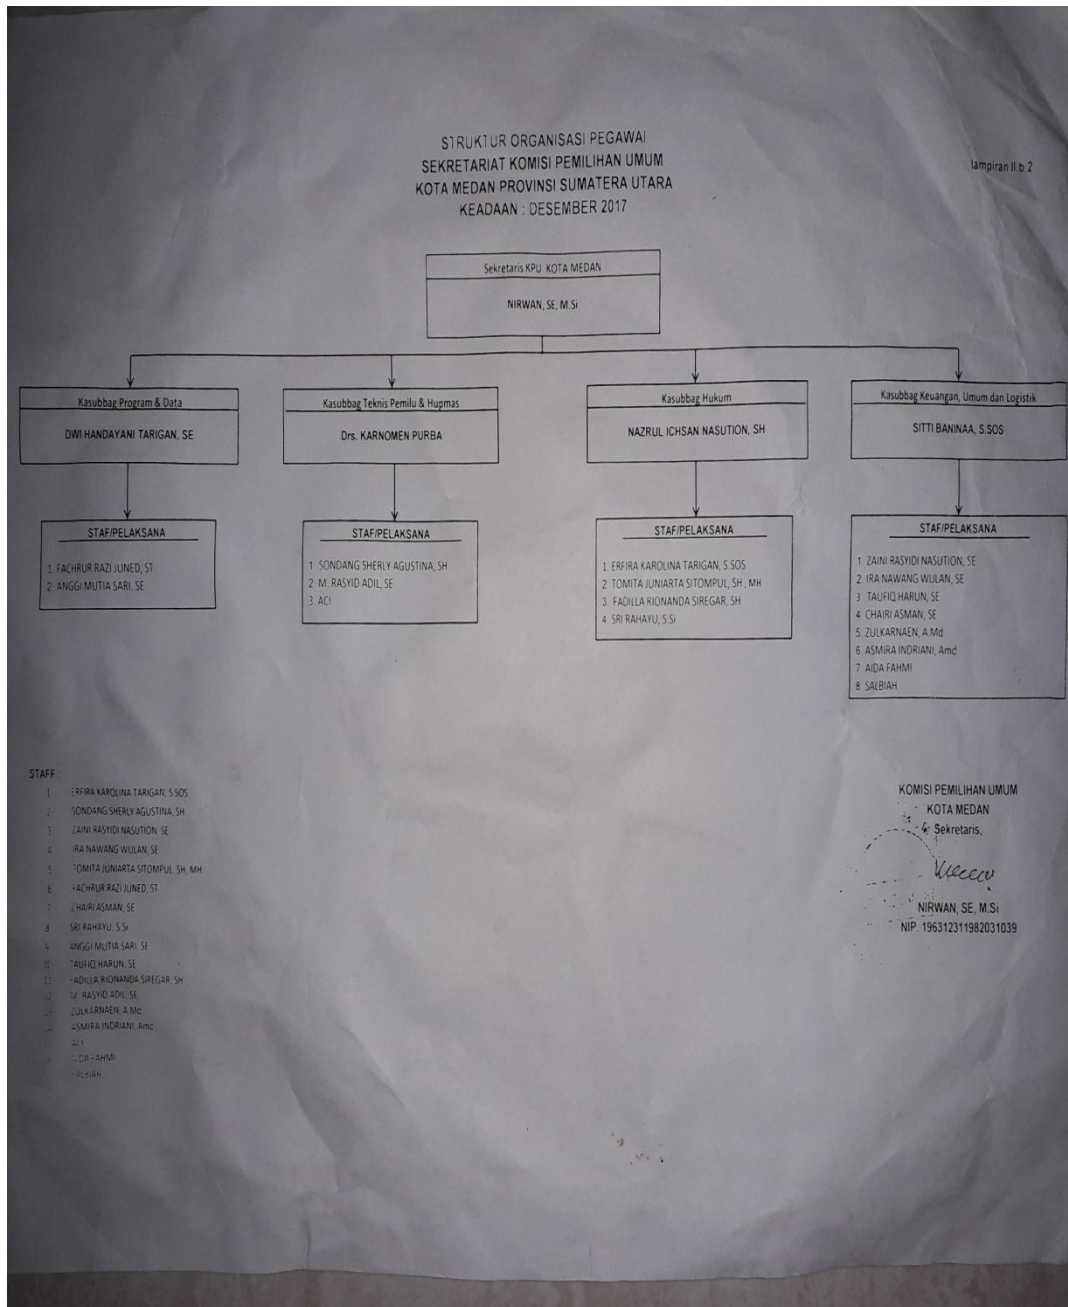 STRUKTUR ORGANISASI PEGAWAI
SEKRETARIAT KOMISI PEMILIHAN UMUM
KOTA MEDAN PROVINSI SUMATERA UTARA
KEADAAN : DESEMBER 2017
lampiran II.b.2
Sekretaris KPU KOTA MEDAN
NIRWAN, SE, M.Si
Kasubbag Program & Data
DWI HANDAYANI TARIGAN, SE
Kasubbag Teknis Pemilu & Hupmas
Drs. KARNOMEN PURBA
Kasubbag Hukum
NAZRUL ICHSAN NASUTION, SH
Kasubbag Keuangan, Umum dan Logistik
SITTI BANINAA, S.SOS
STAF/PELAKSANA
1. FACHRUR RAZI JUNED, ST
2 ANGGI MUTIA SARI, SE
STAF/PELAKSANA
1 SONDANG SHERLY AGUSTINA, SH
2 M. RASYID ADIL, SE
3 ACI
STAF/PELAKSANA
1 ERFIRA KAROLINA TARIGAN, S.SOS
2 TOMITA JUNIARTA SITOMPUL, SH , MH
3 FADILLA RIONANDA SIREGAR, SH
4 SRI RAHAYU, S.Si
STAF/PELAKSANA
1 ZAINI RASYIDI NASUTION, SE
2 IRA NAWANG WULAN, SE
3 TAUFIQ HARUN, SE
4 CHAIRI ASMAN, SE
5 ZULKARNAEN, A.Md
6 ASMIRA INDRIANI, Amd
7 AIDA FAHMI
8 SALBIAH
STAFF :
1 ERFIRA KAROLINA TARIGAN, S.SOS
2 SONDANG SHERLY AGUSTINA, SH
3 ZAINI RASYIDI NASUTION, SE
4 IRA NAWANG WULAN, SE
5 TOMITA JUNIARTA SITOMPUL, SH, MH
6 FACHRUR RAZI JUNED, ST
7 CHAIRI ASMAN, SE
8 SRI RAHAYU, S.Si
9 ANGGI MUTIA SARI, SE
10 TAUFIQ HARUN, SE
11 FADILLA RIONANDA SIREGAR, SH
12 M. RASYID ADIL, SE
ZULKARNAEN, A.Md
ASMIRA INDRIANI, Amd
AIDA FAHMI
SALBIAH
KOMISI PEMILIHAN UMUM
KOTA MEDAN
Sekretaris,
NIRWAN, SE, M.Si
NIP. 196312311982031039